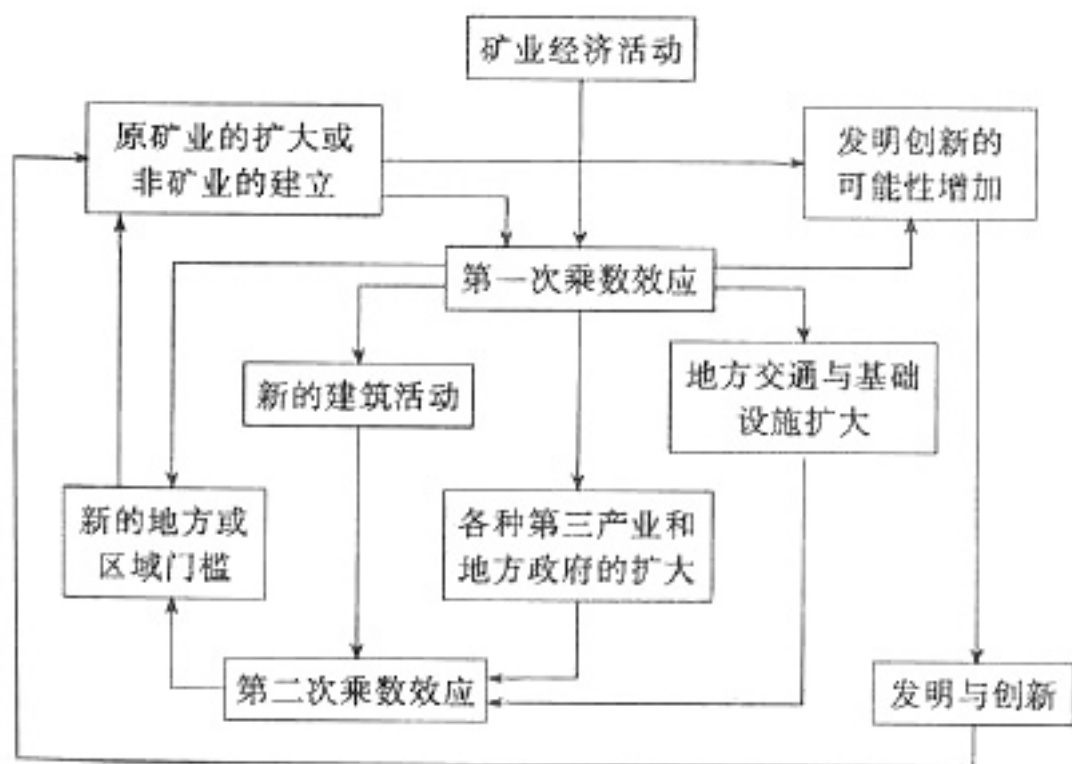 矿业经济活动
原矿业的扩大或
非矿业的建立
发明创新的
可能性增加
第一次乘数效应
新的建筑活动
地方交通与基础
设施扩大
新的地方或
区域门槛
各种第三产业和
地方政府的扩大
第二次乘数效应
发明与创新